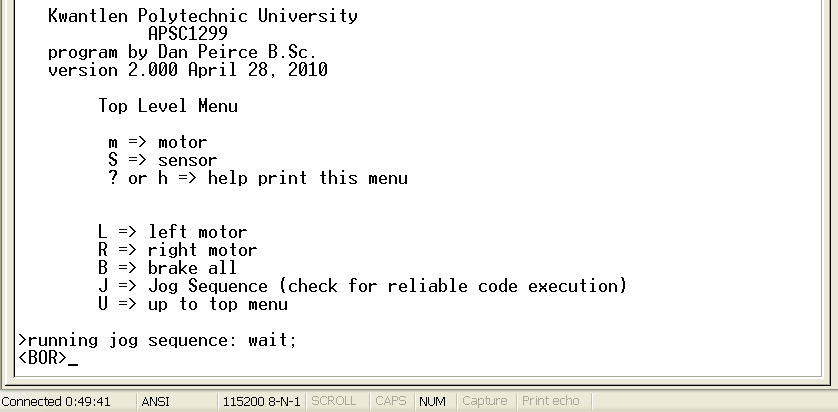 Kwantlen Polytechnic University
APSC1299
program by Dan Peirce B.Sc.
version 2.000 April 28, 2010
Top Level Menu
m => motor
S => sensor
? or h => help print this menu
L => left motor
R => right motor
B => brake all
J => Jog Sequence (check for reliable code execution)
U => up to top menu
>running jog sequence: wait;
<BOR>_
Connected 0:49:41 ANSI 115200 8-N-1 SCROLL CAPS NUM Capture Print echo